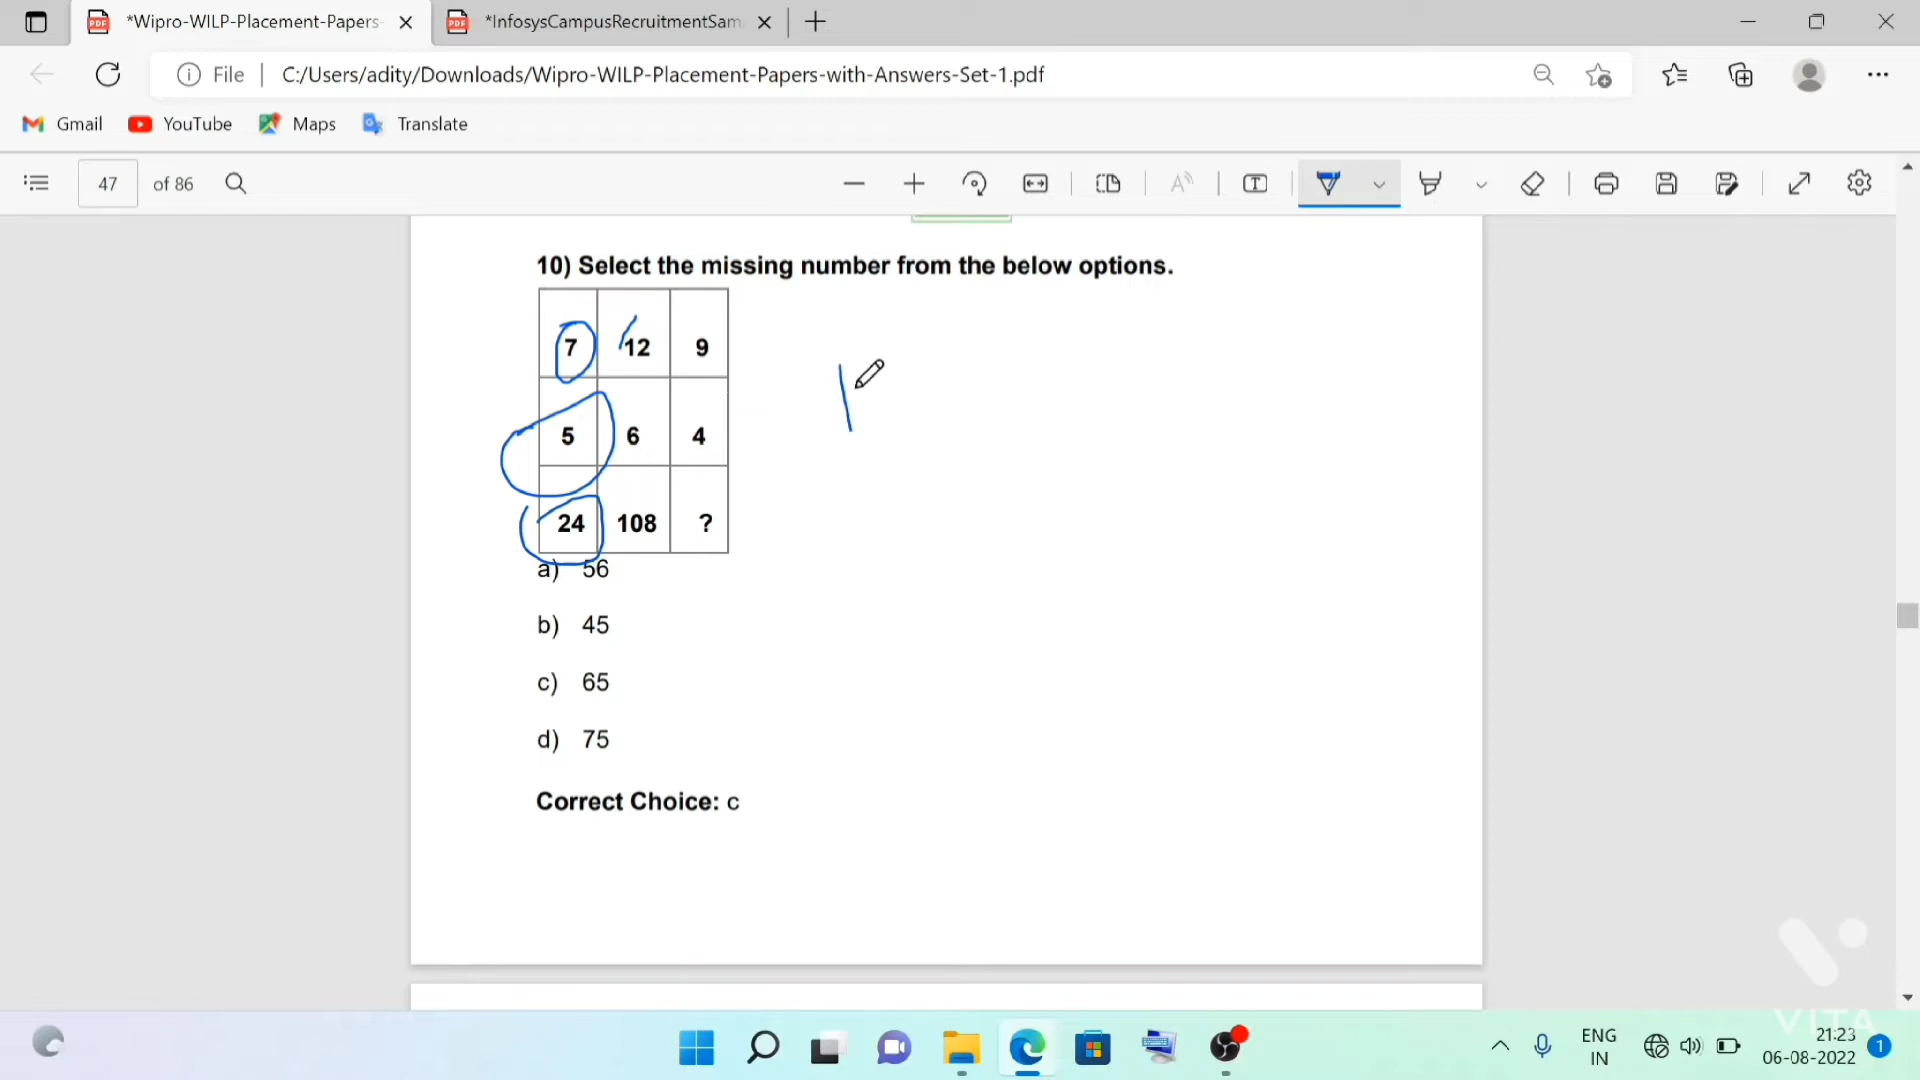 *Wipro-WILP-Placement-Papers-
*InfosysCampusRecruitmentSam
File
C:/Users/adity/Downloads/Wipro-WILP-Placement-Papers-with-Answers-Set-1.pdf
Gmail YouTube Maps Translate
47 of 86
10) Select the missing number from the below options.
7 12 9
5 6 4
24 108 ?
a) 56
b) 45
c) 65
d) 75
Correct Choice: c
VITA
ENG
IN
21:23
06-08-2022
1